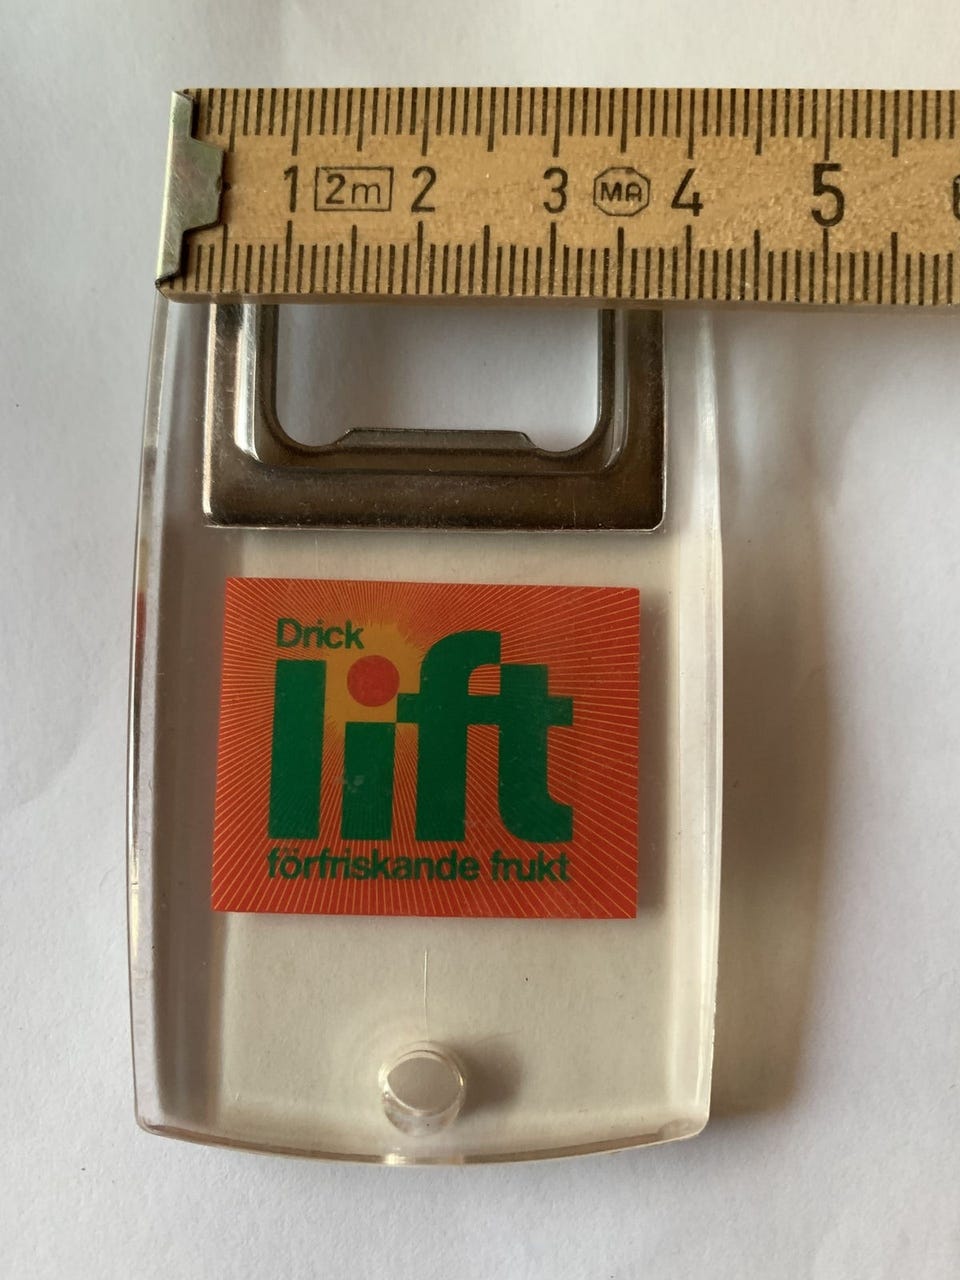 1 2m 2 3 MA 4 5
Drick
lift
förfriskande frukt